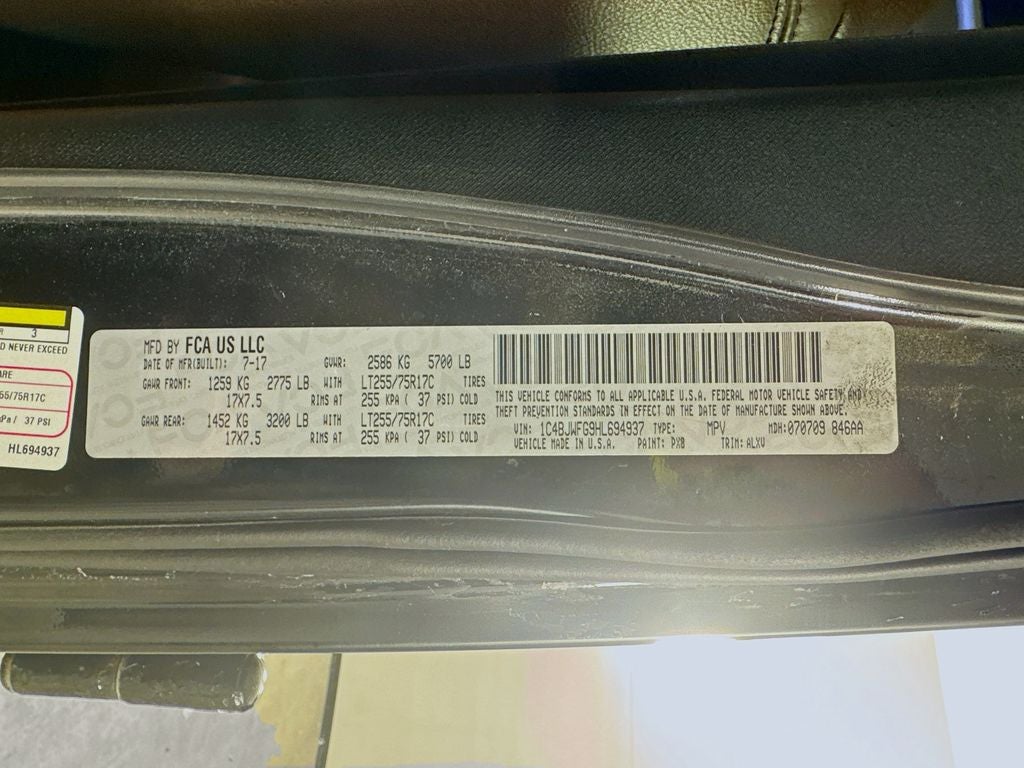 R 3
D NEVER EXCEED
ARE
55/75R17C
kPa / 37 PSI
HL694937
MFD BY FCA US LLC
DATE OF MFR(BUILT): 7-17 GVWR: 2586 KG 5700 LB
GAWR FRONT: 1259 KG 2775 LB WITH LT255/75R17C TIRES
17X7.5 RIMS AT 255 KPA ( 37 PSI) COLD
GAWR REAR: 1452 KG 3200 LB WITH LT255/75R17C TIRES
17X7.5 RIMS AT 255 KPA ( 37 PSI) COLD
THIS VEHICLE CONFORMS TO ALL APPLICABLE U.S.A. FEDERAL MOTOR VEHICLE SAFETY AND
THEFT PREVENTION STANDARDS IN EFFECT ON THE DATE OF MANUFACTURE SHOWN ABOVE.
VIN: 1C4BJWFG9HL694937 TYPE: MPV MDH:070709 846AA
VEHICLE MADE IN U.S.A. PAINT: PX8 TRIM: ALXV